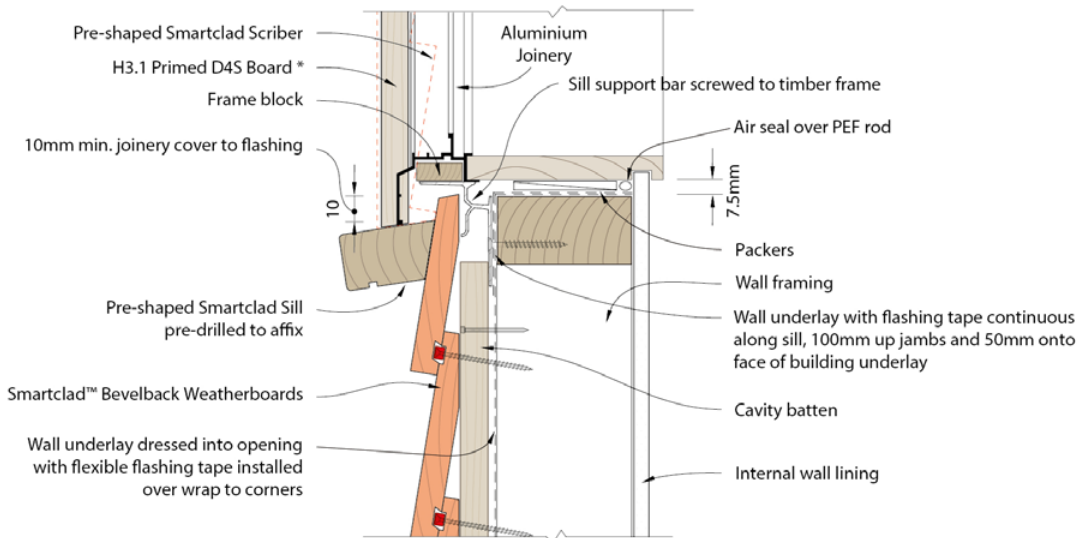 Pre-shaped Smartclad Scriber
H3.1 Primed D4S Board *
Frame block
10mm min. joinery cover to flashing
10
Pre-shaped Smartclad Sill
pre-drilled to affix
Smartclad™ Bevelback Weatherboards
Wall underlay dressed into opening
with flexible flashing tape installed
over wrap to corners
Aluminium
Joinery
Sill support bar screwed to timber frame
Air seal over PEF rod
7.5mm
Packers
Wall framing
Wall underlay with flashing tape continuous
along sill, 100mm up jambs and 50mm onto
face of building underlay
Cavity batten
Internal wall lining